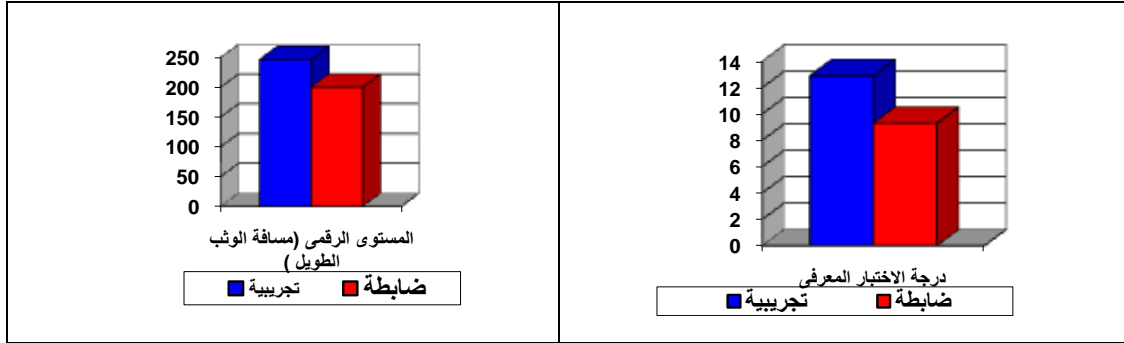 250
200
150
100
50
0
المستوى الرقمى (مسافة الوثب
الطويل )
تجريبية ضابطة
14
12
10
8
6
4
2
0
درجة الاختبار المعرفى
تجريبية ضابطة